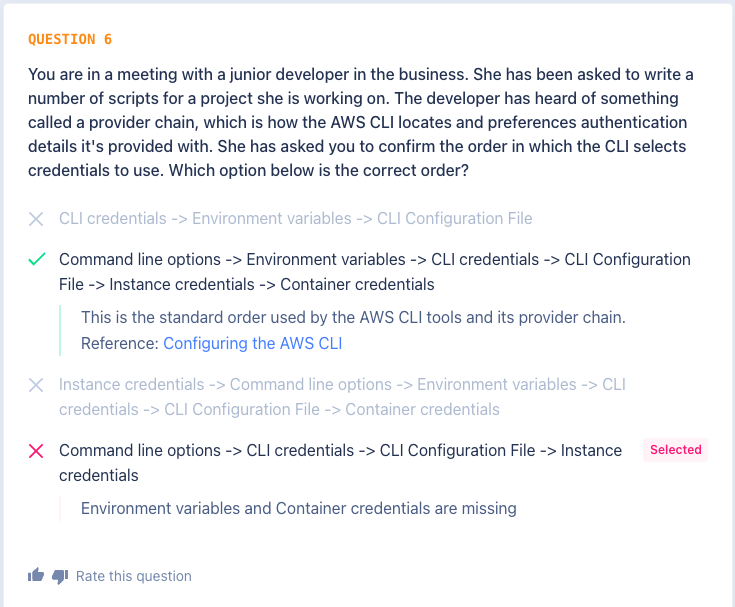 QUESTION 6
You are in a meeting with a junior developer in the business. She has been asked to write a
number of scripts for a project she is working on. The developer has heard of something
called a provider chain, which is how the AWS CLI locates and preferences authentication
details it's provided with. She has asked you to confirm the order in which the CLI selects
credentials to use. Which option below is the correct order?
CLI credentials -> Environment variables -> CLI Configuration File
Command line options -> Environment variables -> CLI credentials -> CLI Configuration
File -> Instance credentials -> Container credentials
This is the standard order used by the AWS CLI tools and its provider chain.
Reference: Configuring the AWS CLI
Instance credentials -> Command line options -> Environment variables -> CLI
credentials -> CLI Configuration File -> Container credentials
Command line options -> CLI credentials -> CLI Configuration File -> Instance
credentials
Selected
Environment variables and Container credentials are missing
Rate this question